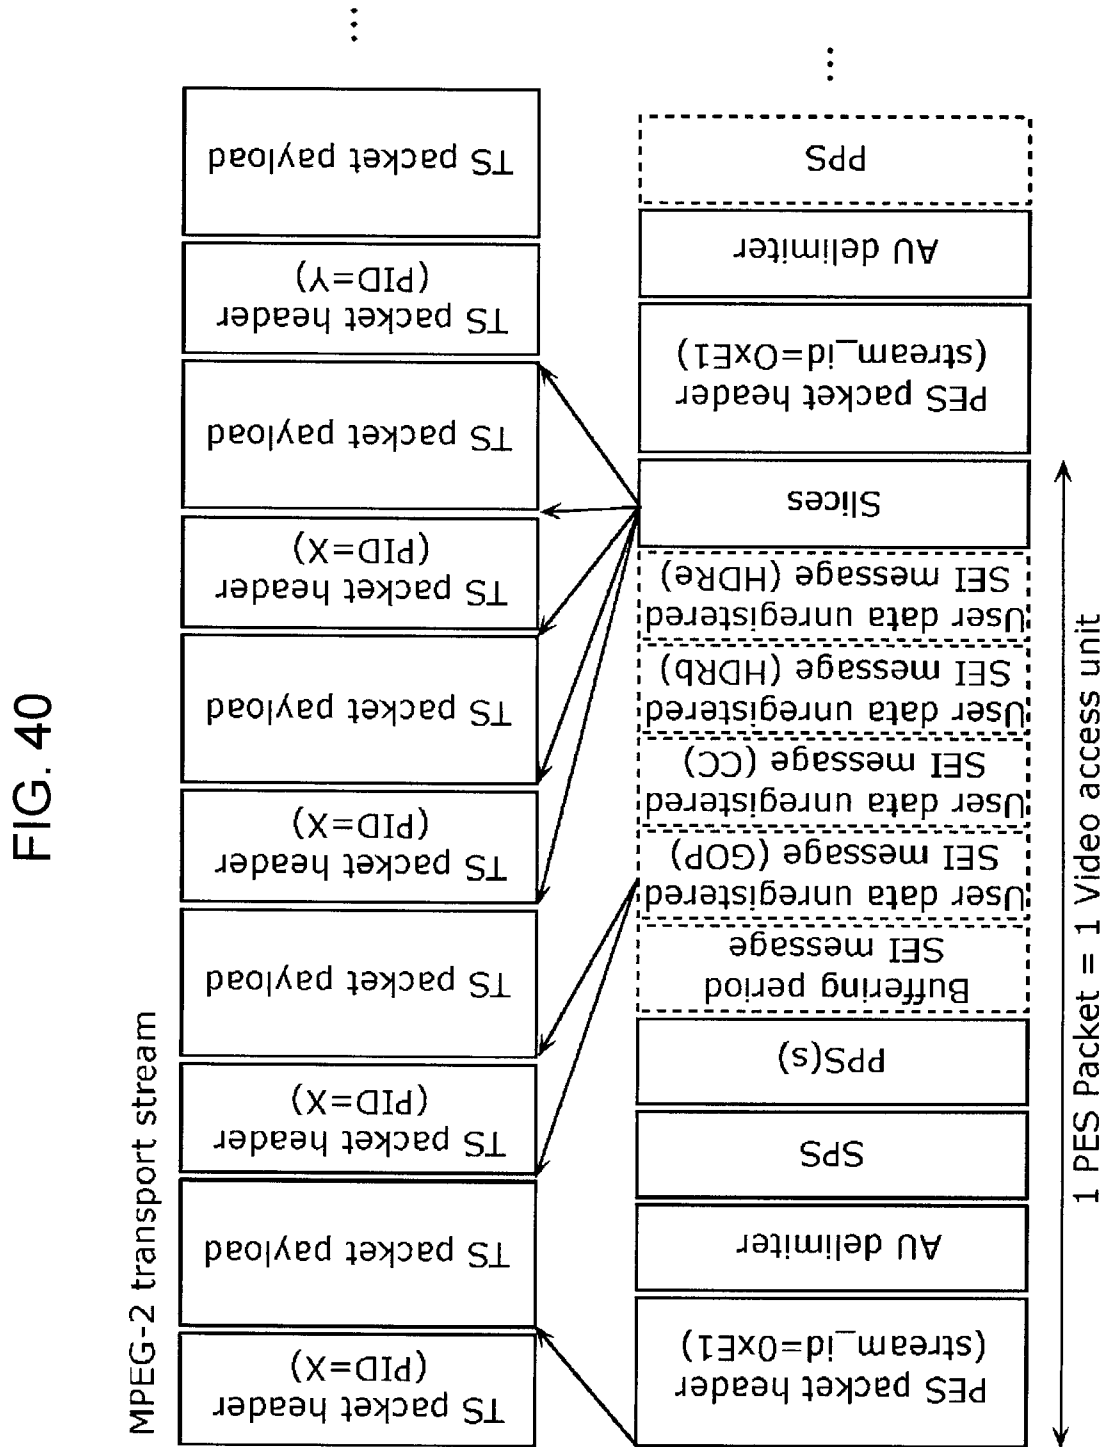 FIG. 40
MPEG-2 transport stream
TS packet header
(PID=X)
TS packet payload
TS packet header
(PID=X)
TS packet payload
TS packet header
(PID=X)
TS packet payload
TS packet header
(PID=X)
TS packet payload
TS packet header
(PID=Y)
TS packet payload
...
PES packet header
(stream_id=0xE1)
AU delimiter
SPS
PPS(s)
Buffering period
SEI message
User data unregistered
SEI message (GOP)
User data unregistered
SEI message (CC)
User data unregistered
SEI message (HDRb)
User data unregistered
SEI message (HDRe)
Slices
PES packet header
(stream_id=0xE1)
AU delimiter
PPS
...
1 PES Packet = 1 Video access unit